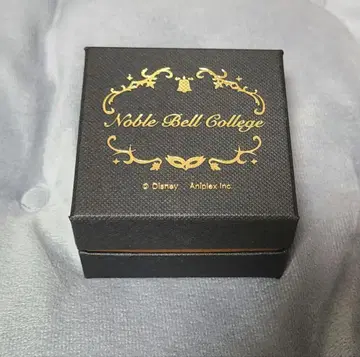 Noble Bell College
© Disney Aniplex Inc.